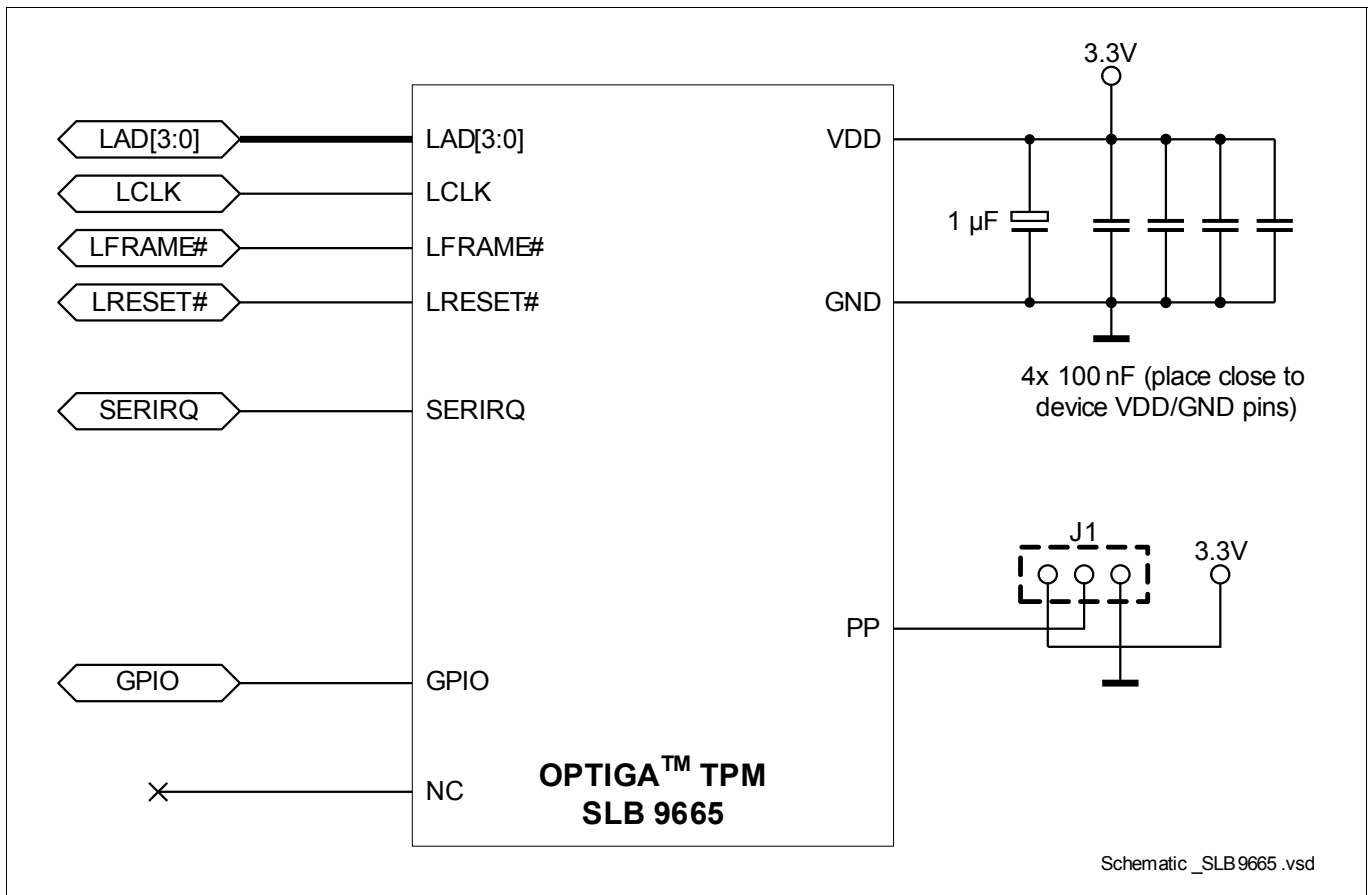 3.3V
LAD[3:0]
LAD[3:0]
VDD
LCLK
LCLK
1 µF
LFRAME#
LFRAME#
LRESET#
LRESET#
GND
4x 100 nF (place close to
device VDD/GND pins)
SERIRQ
SERIRQ
J1
3.3V
PP
GPIO
GPIO
NC
OPTIGA™ TPM
SLB 9665
Schematic _SLB9665 .vsd